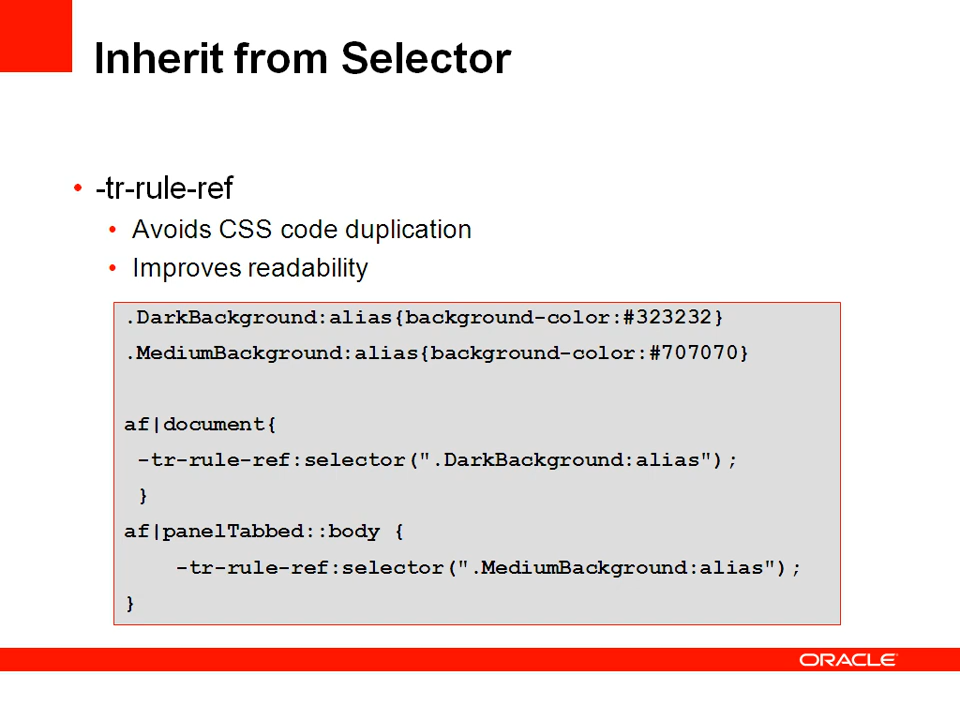 Inherit from Selector
• -tr-rule-ref
• Avoids CSS code duplication
• Improves readability
.DarkBackground:alias{background-color:#323232}
.MediumBackground:alias{background-color:#707070}
af|document{
-tr-rule-ref:selector(".DarkBackground:alias");
}
af|panelTabbed::body {
-tr-rule-ref:selector(".MediumBackground:alias");
}
ORACLE